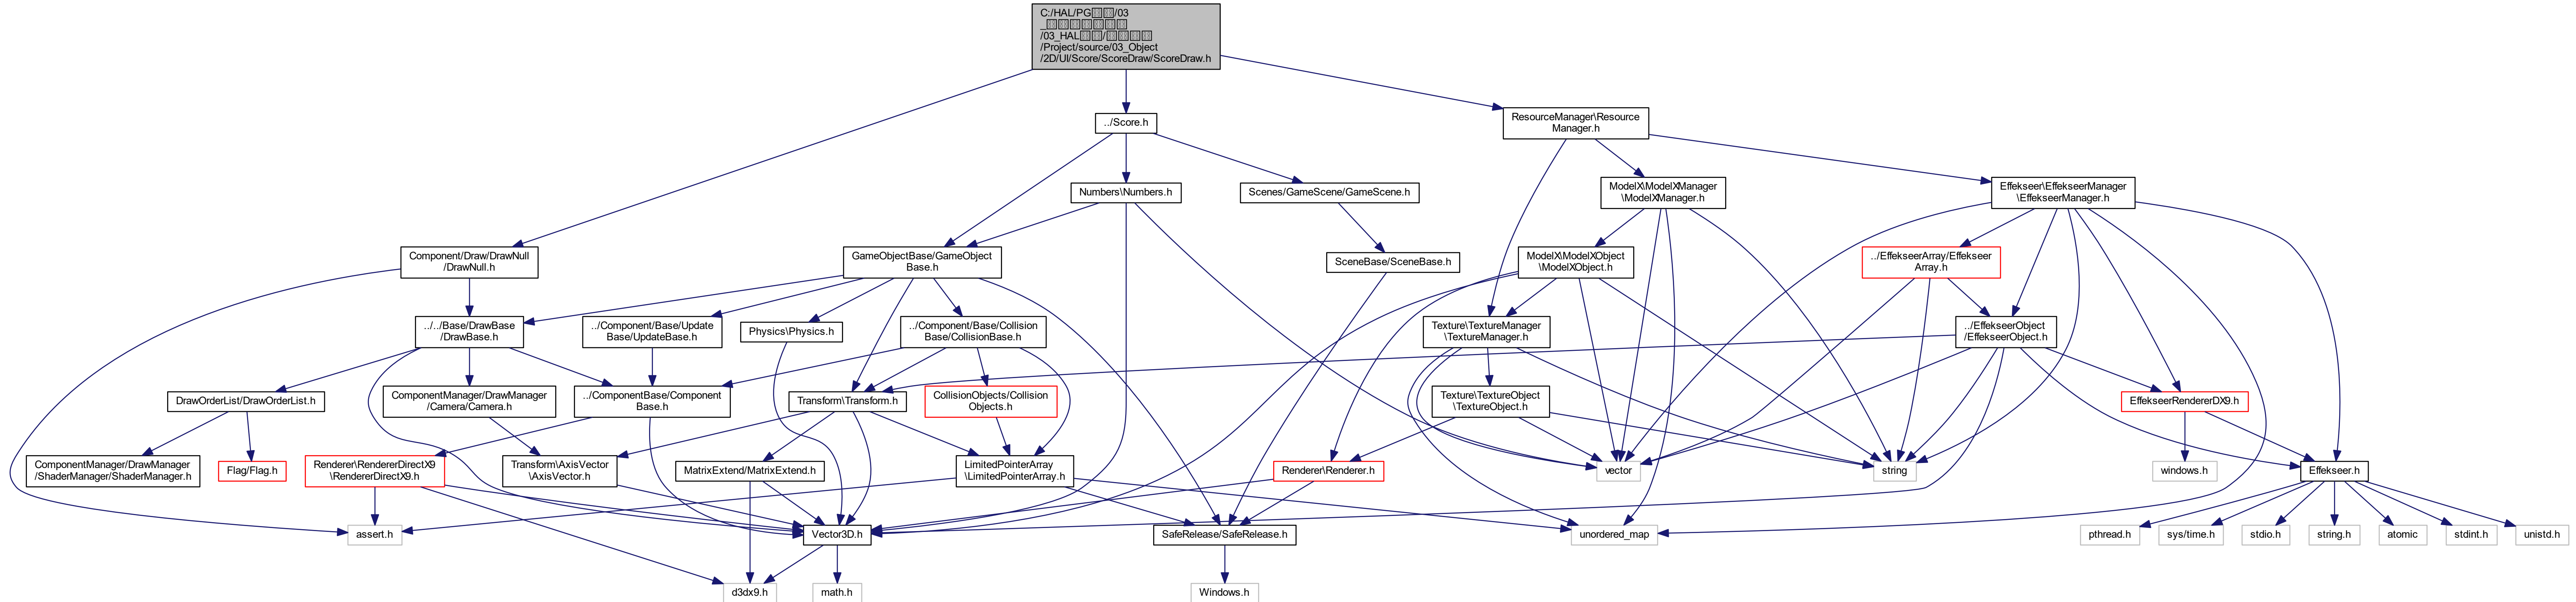 C:/HAL/PG/03
_
/03_HAL/
/Project/source/03_Object
/2D/UI/Score/ScoreDraw/ScoreDraw.h
../Score.h
ResourceManager\Resource
Manager.h
Numbers\Numbers.h
Scenes/GameScene/GameScene.h
ModelX\ModelXManager
\ModelXManager.h
Effekseer\EffekseerManager
\EffekseerManager.h
Component/Draw/DrawNull
/DrawNull.h
GameObjectBase/GameObject
Base.h
SceneBase/SceneBase.h
ModelX\ModelXObject
\ModelXObject.h
../EffekseerArray/Effekseer
Array.h
../../Base/DrawBase
/DrawBase.h
../Component/Base/Update
Base/UpdateBase.h
Physics\Physics.h
../Component/Base/Collision
Base/CollisionBase.h
Texture\TextureManager
\TextureManager.h
../EffekseerObject
/EffekseerObject.h
DrawOrderList/DrawOrderList.h
ComponentManager/DrawManager
/Camera/Camera.h
../ComponentBase/Component
Base.h
Transform\Transform.h
CollisionObjects/Collision
Objects.h
Texture\TextureObject
\TextureObject.h
EffekseerRendererDX9.h
ComponentManager/DrawManager
/ShaderManager/ShaderManager.h
Flag/Flag.h
Renderer\RendererDirectX9
\RendererDirectX9.h
Transform\AxisVector
\AxisVector.h
MatrixExtend/MatrixExtend.h
LimitedPointerArray
\LimitedPointerArray.h
Renderer\Renderer.h
vector
string
windows.h
Effekseer.h
assert.h
Vector3D.h
SafeRelease/SafeRelease.h
unordered_map
pthread.h
sys/time.h
stdio.h
string.h
atomic
stdint.h
unistd.h
d3dx9.h
math.h
Windows.h